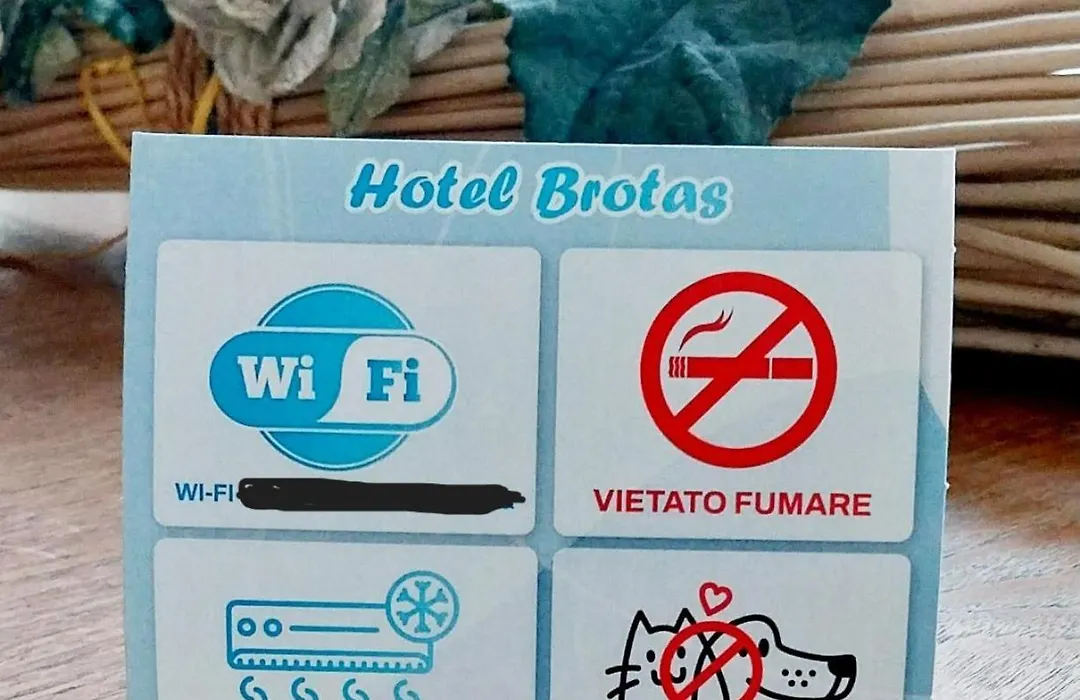 Hotel Brotas
Wi Fi
WI-FI
VIETATO FUMARE